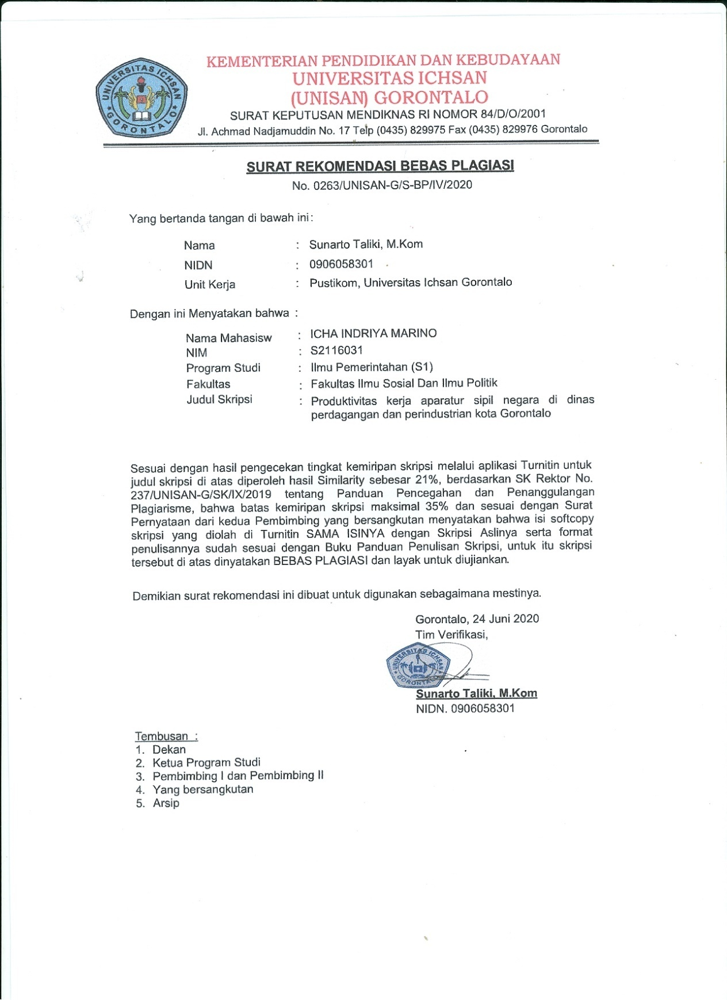 UNIVERSITAS ICHSAN
GORONTALO
KEMENTERIAN PENDIDIKAN DAN KEBUDAYAAN
UNIVERSITAS ICHSAN
(UNISAN) GORONTALO
SURAT KEPUTUSAN MENDIKNAS RI NOMOR 84/D/O/2001
Jl. Achmad Nadjamuddin No. 17 Telp (0435) 829975 Fax (0435) 829976 Gorontalo
SURAT REKOMENDASI BEBAS PLAGIASI
No. 0263/UNISAN-G/S-BP/IV/2020
Yang bertanda tangan di bawah ini :
Nama : Sunarto Taliki, M.Kom
NIDN : 0906058301
Unit Kerja : Pustikom, Universitas Ichsan Gorontalo
Dengan ini Menyatakan bahwa :
Nama Mahasisw : ICHA INDRIYA MARINO
NIM : S2116031
Program Studi : Ilmu Pemerintahan (S1)
Fakultas : Fakultas Ilmu Sosial Dan Ilmu Politik
Judul Skripsi : Produktivitas kerja aparatur sipil negara di dinas
perdagangan dan perindustrian kota Gorontalo
Sesuai dengan hasil pengecekan tingkat kemiripan skripsi melalui aplikasi Turnitin untuk
judul skripsi di atas diperoleh hasil Similarity sebesar 21%, berdasarkan SK Rektor No.
237/UNISAN-G/SK/IX/2019 tentang Panduan Pencegahan dan Penanggulangan
Plagiarisme, bahwa batas kemiripan skripsi maksimal 35% dan sesuai dengan Surat
Pernyataan dari kedua Pembimbing yang bersangkutan menyatakan bahwa isi softcopy
skripsi yang diolah di Turnitin SAMA ISINYA dengan Skripsi Aslinya serta format
penulisannya sudah sesuai dengan Buku Panduan Penulisan Skripsi, untuk itu skripsi
tersebut di atas dinyatakan BEBAS PLAGIASI dan layak untuk diujiankan.
Demikian surat rekomendasi ini dibuat untuk digunakan sebagaimana mestinya.
Gorontalo, 24 Juni 2020
Tim Verifikasi,
UNIVERSITAS ICHSAN
GORONTALO
Sunarto Taliki, M.Kom
NIDN. 0906058301
Tembusan :
1. Dekan
2. Ketua Program Studi
3. Pembimbing I dan Pembimbing II
4. Yang bersangkutan
5. Arsip